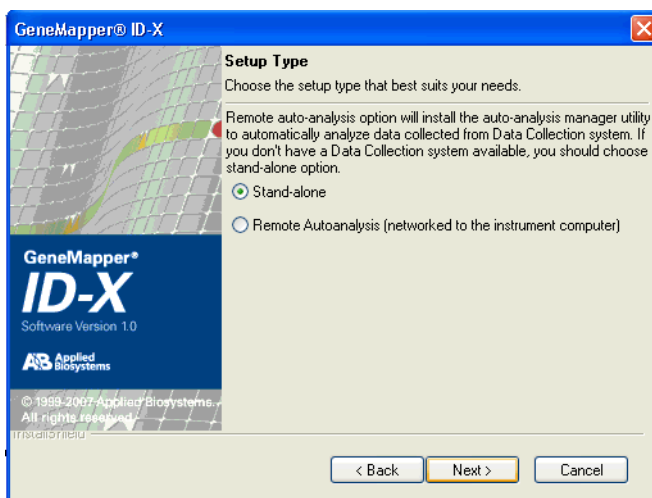 GeneMapper® ID-X
Setup Type
Choose the setup type that best suits your needs.
Remote auto-analysis option will install the auto-analysis manager utility
to automatically analyze data collected from Data Collection system. If
you don't have a Data Collection system available, you should choose
stand-alone option.
Stand-alone
Remote Autoanalysis (networked to the instrument computer)
GeneMapper®
ID-X
Software Version 1.0
AB Applied
Biosystems
© 1999-2007 Applied Biosystems.
All rights reserved.
InstallShield
< Back
Next >
Cancel